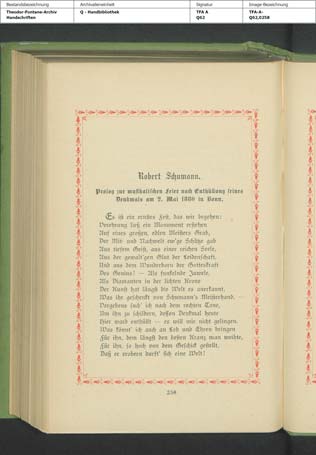 Bestandsbezeichnung Archivalieneinheit Signatur Image-Bezeichnung
Theodor-Fontane-Archiv Q - Handbibliothek TFA A TFA-A-
Handschriften Q62 Q62,0258
Robert Schumann.
Prolog zur musikalischen Feier nach Enthüllung seines
Denkmals am 2. Mai 1880 in Bonn.
Es ist ein ernstes Fest, das wir begehen:
Verehrung ließ ein Monument erstehen
Auf eines großen, edlen Meisters Grab,
Der Mit- und Nachwelt ew'ge Schätze gab
Aus tiefem Geist, aus einer reichen Seele,
Aus der gewalt'gen Glut der Leidenschaft,
Und aus dem Wunderborn der Götterkraft
Des Genius! — Als funkelnde Juwele,
Als Diamanten in der lichten Krone
Der Kunst hat längst die Welt es anerkannt,
Was ihr geschenkt von Schumann's Meisterhand. —
Vergebens such' ich nach dem rechten Tone,
Um ihn zu schildern, dessen Denkmal heute
Hier ward enthüllt — es will mir nicht gelingen.
Was könnt' ich auch an Lob und Ehren bringen
Für ihn, dem längst den besten Kranz man weihte,
Für ihn, so hoch von dem Geschick gestellt,
Daß er erobern durft' sich eine Welt!
258